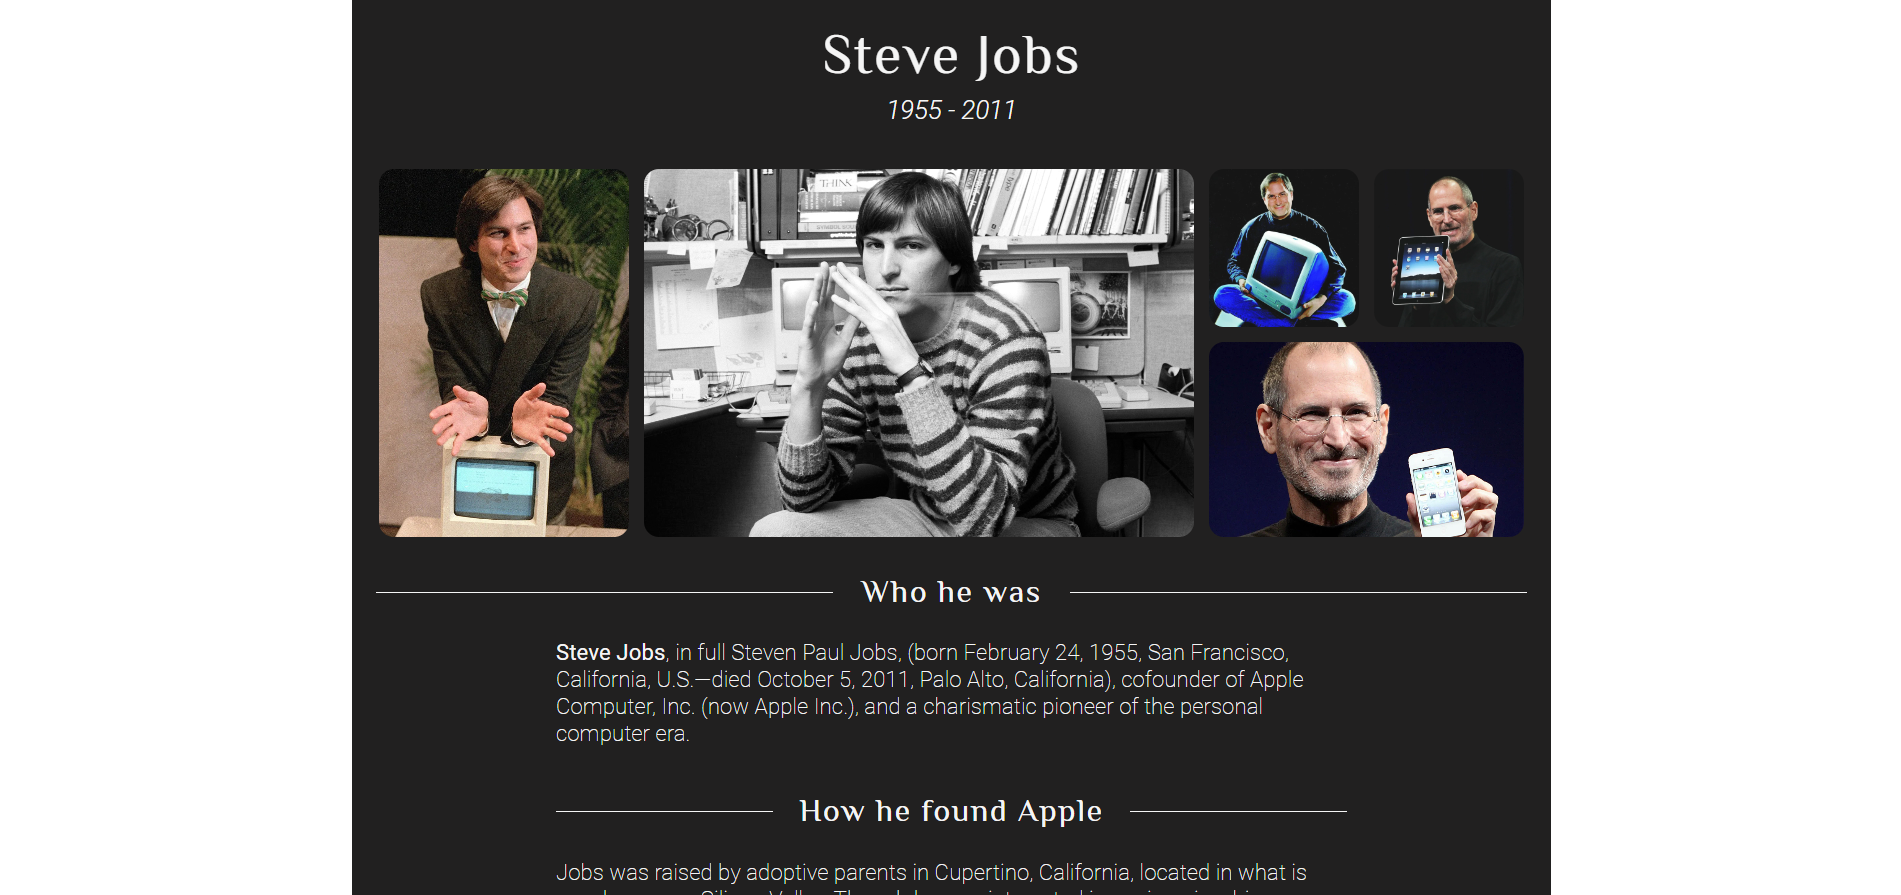 Steve Jobs
1955 - 2011
THINK
Who he was
Steve Jobs, in full Steven Paul Jobs, (born February 24, 1955, San Francisco,
California, U.S.—died October 5, 2011, Palo Alto, California), cofounder of Apple
Computer, Inc. (now Apple Inc.), and a charismatic pioneer of the personal
computer era.
How he found Apple
Jobs was raised by adoptive parents in Cupertino, California, located in what is